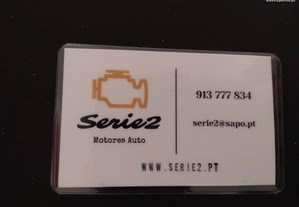 Serie2
Motores Auto
913 777 834
serie2@sapo.pt
WWW.SERIE2.PT